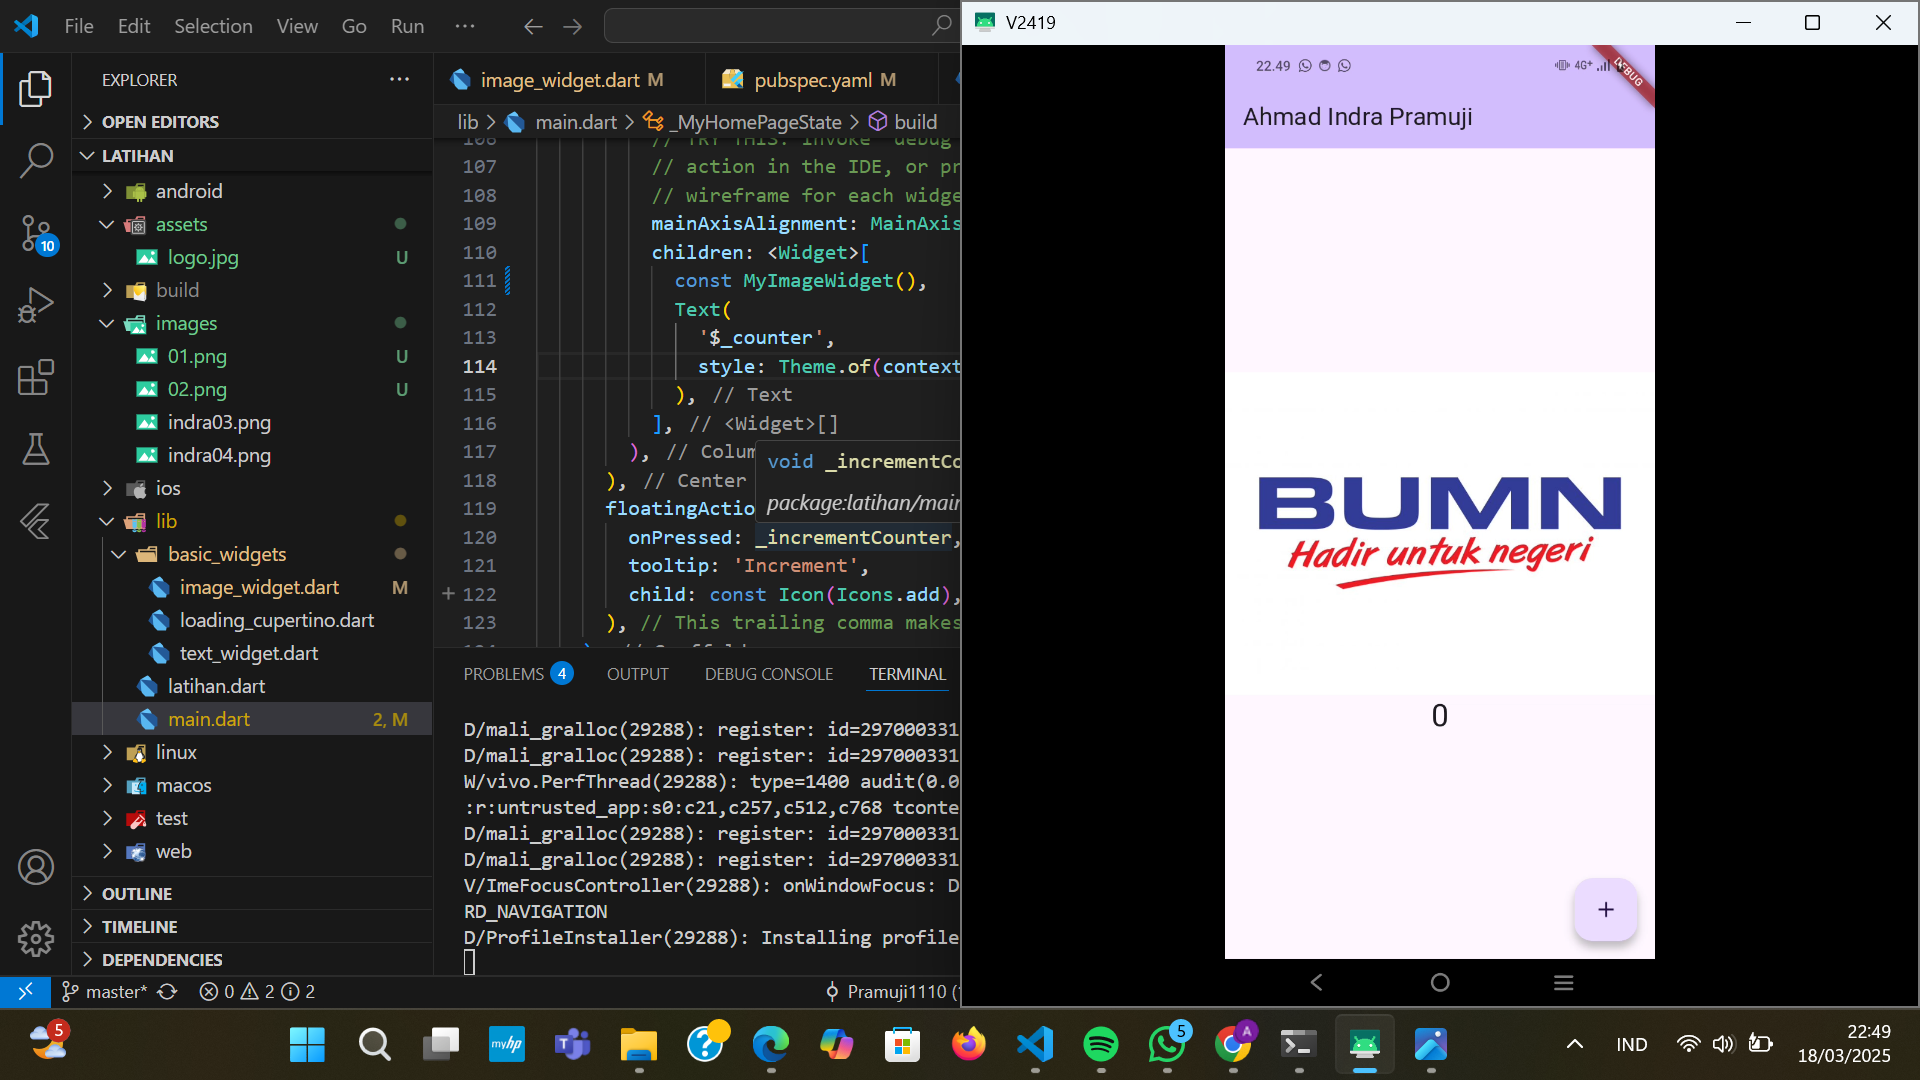 File Edit Selection View Go Run ...
V2419
EXPLORER
OPEN EDITORS
LATIHAN
android
assets
logo.jpg U
build
images
01.png U
02.png U
indra03.png
indra04.png
ios
lib
basic_widgets
image_widget.dart M
loading_cupertino.dart
text_widget.dart
latihan.dart
main.dart 2, M
linux
macos
test
web
OUTLINE
TIMELINE
DEPENDENCIES
10
image_widget.dart M
pubspec.yaml M
lib > main.dart > _MyHomePageState > build
107 // action in the IDE, or pr
108 // wireframe for each widge
109 mainAxisAlignment: MainAxis
110 children: <Widget>[
111 const MyImageWidget(),
112 Text(
113 '$_counter',
114 style: Theme.of(context
115 ), // Text
116 ], // <Widget>[]
117 ), // Colum
118 ), // Center
119 floatingActio
120 onPressed: _incrementCounter,
121 tooltip: 'Increment',
122 child: const Icon(Icons.add),
123 ), // This trailing comma makes
void _incrementCo
package:latihan/mair
PROBLEMS 4 OUTPUT DEBUG CONSOLE TERMINAL
D/mali_gralloc(29288): register: id=297000331
D/mali_gralloc(29288): register: id=297000331
W/vivo.PerfThread(29288): type=1400 audit(0.0
:r:untrusted_app:s0:c21,c257,c512,c768 tconte
D/mali_gralloc(29288): register: id=297000331
D/mali_gralloc(29288): register: id=297000331
V/ImeFocusController(29288): onWindowFocus: D
RD_NAVIGATION
D/ProfileInstaller(29288): Installing profile
master* 0 2 2
Pramuji1110 (
22.49
4G+
DEBUG
Ahmad Indra Pramuji
BUMN
Hadir untuk negeri
0
+
5
myhp
5
A
IND
22:49
18/03/2025